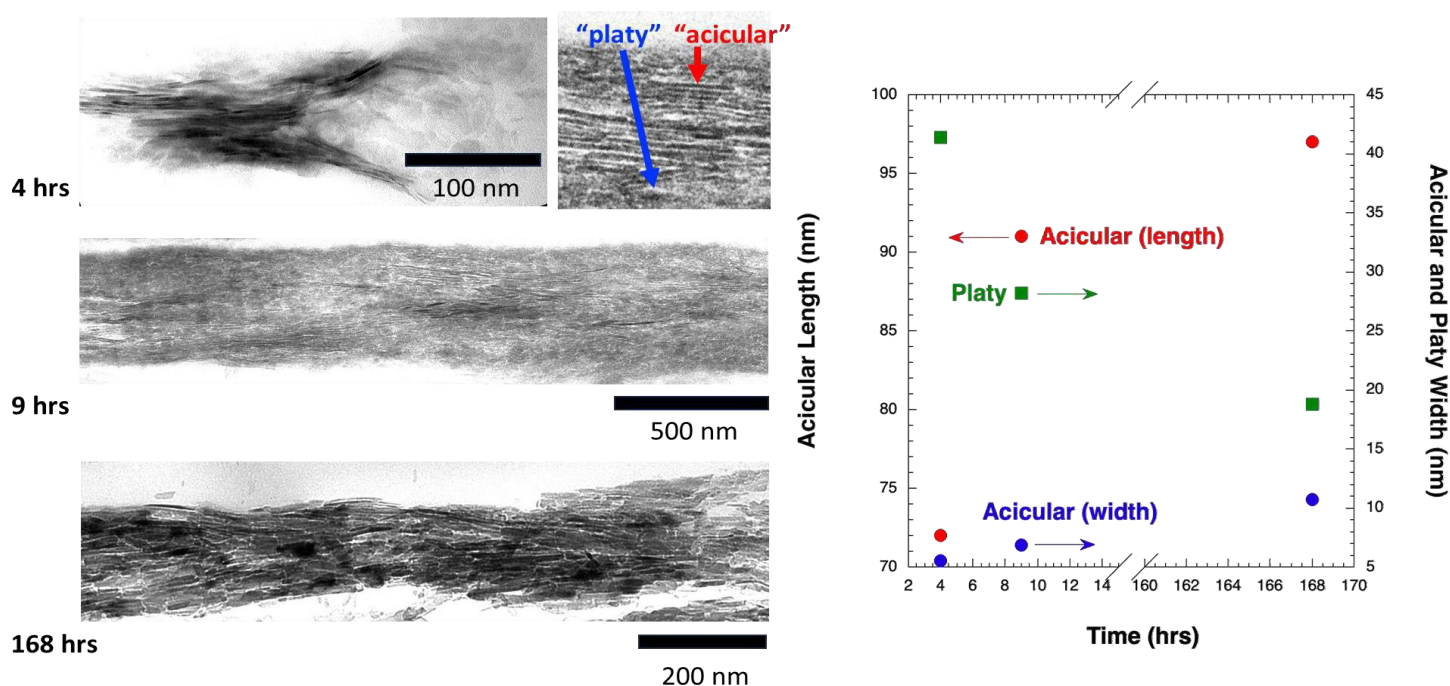 “platy” “acicular”
100 nm
4 hrs
9 hrs
500 nm
168 hrs
200 nm
Acicular Length (nm)
100
95
90
85
80
75
70
Acicular (length)
Platy
Acicular (width)
45
40
35
30
25
20
15
10
5
Acicular and Platy Width (nm)
2 4 6 8 10 12 14 160 162 164 166 168 170
Time (hrs)